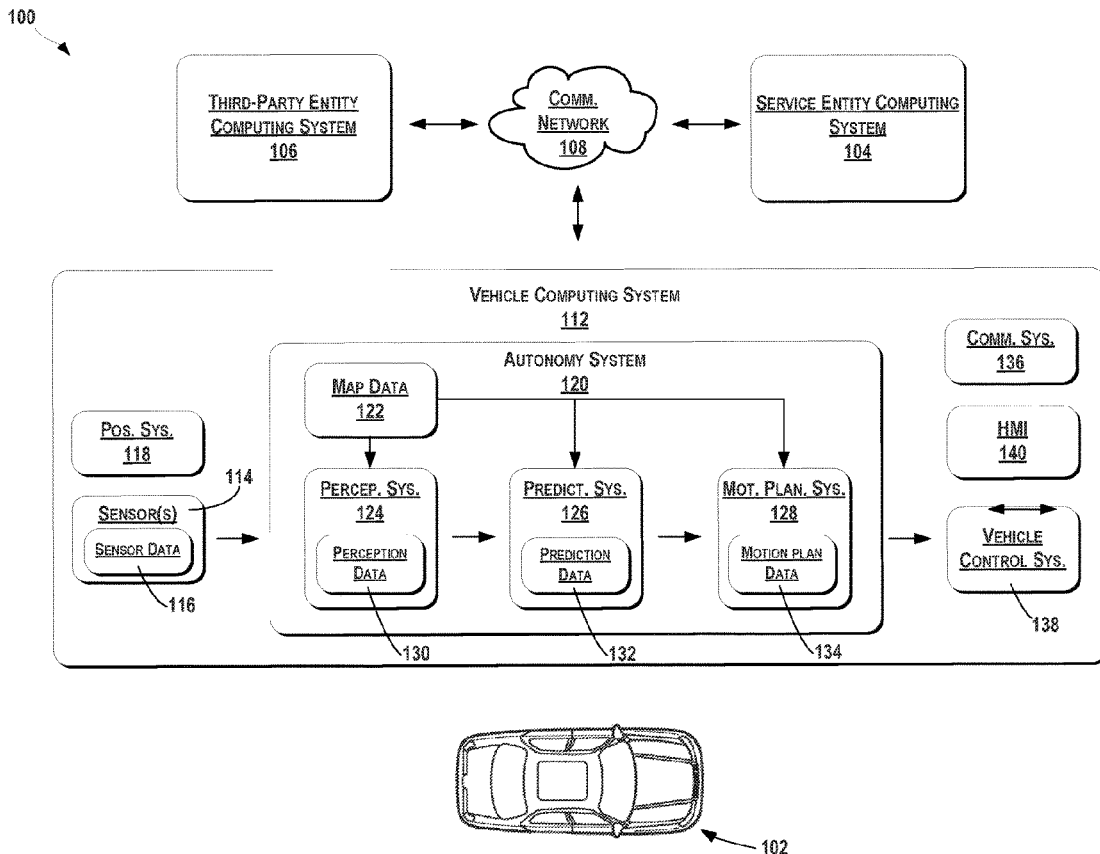 100
THIRD-PARTY ENTITY
COMPUTING SYSTEM
106
COMM.
NETWORK
108
SERVICE ENTITY COMPUTING
SYSTEM
104
VEHICLE COMPUTING SYSTEM
112
AUTONOMY SYSTEM
120
MAP DATA
122
POS. SYS.
118
114
SENSOR(S)
SENSOR DATA
116
PERCEP. SYS.
124
PERCEPTION
DATA
130
PREDICT. SYS.
126
PREDICTION
DATA
132
MOT. PLAN. SYS.
128
MOTION PLAN
DATA
134
COMM. SYS.
136
HMI
140
VEHICLE
CONTROL SYS.
138
102